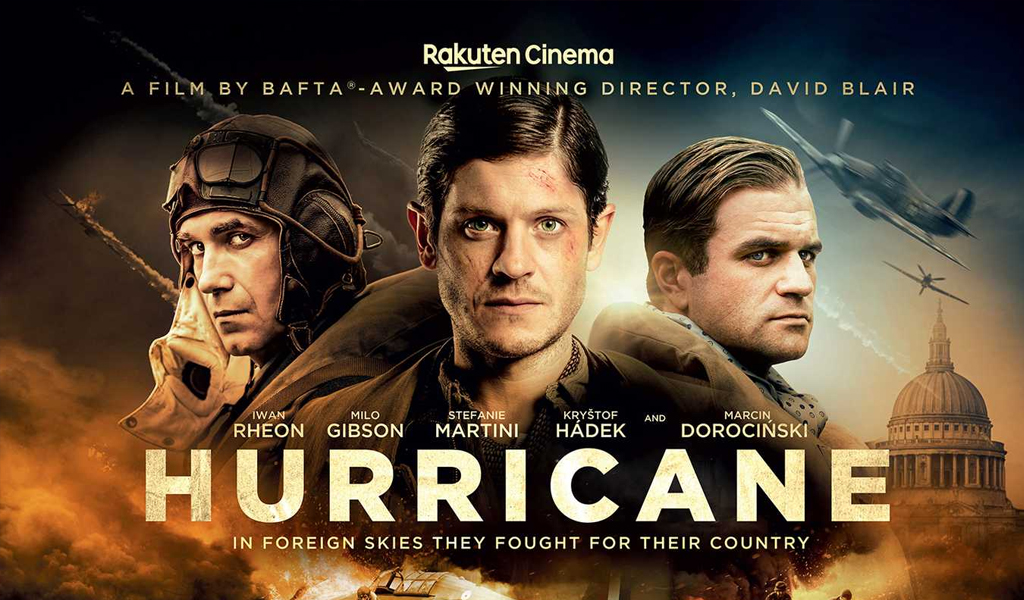 Rakuten Cinema
A FILM BY BAFTA®-AWARD WINNING DIRECTOR, DAVID BLAIR
IWAN RHEON
MILO GIBSON
STEFANIE MARTINI
KRYŠTOF HÁDEK
AND
MARCIN DOROCIŃSKI
HURRICANE
IN FOREIGN SKIES THEY FOUGHT FOR THEIR COUNTRY